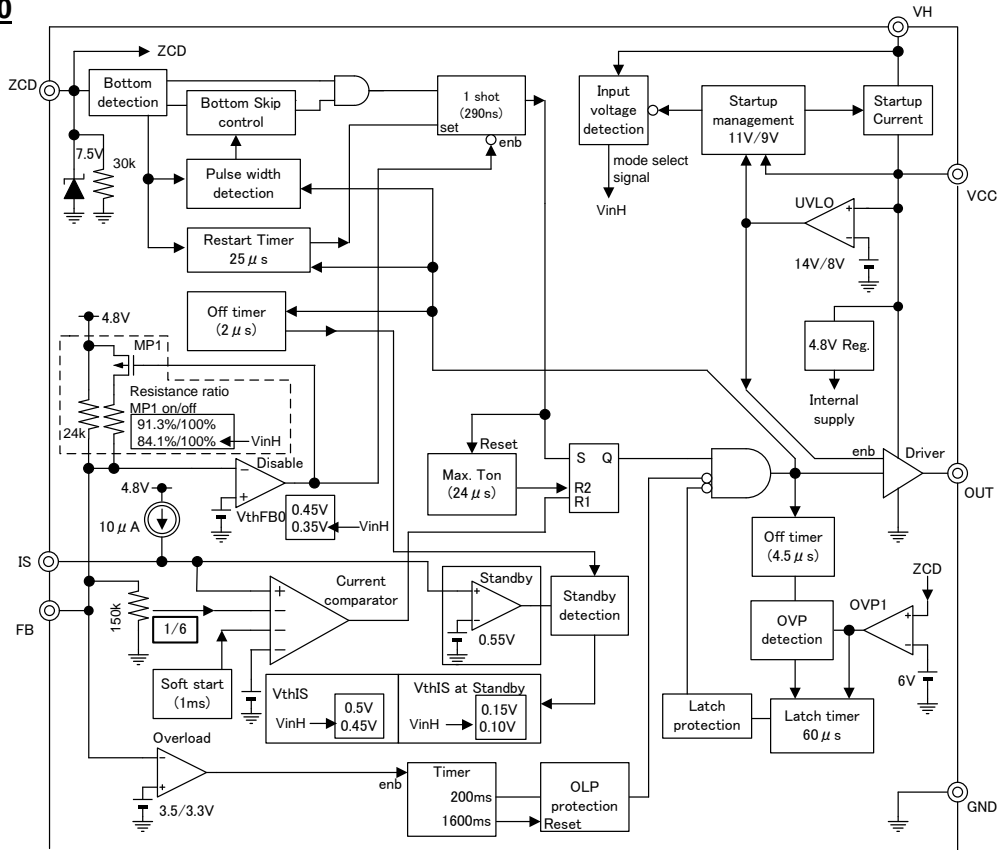 0
VH
ZCD
ZCD
Bottom
detection
Bottom Skip
control
1 shot
(290ns)
set
enb
Input
voltage
detection
Startup
management
11V/9V
Startup
Current
7.5V
30k
Pulse width
detection
mode select
signal
VinH
VCC
UVLO
14V/8V
Restart Timer
25μs
Off timer
(2μs)
4.8V
MP1
4.8V Reg.
Internal
supply
Resistance ratio
MP1 on/off
91.3%/100%
84.1%/100%
VinH
24k
Disable
VthFB0
0.45V
0.35V
VinH
Reset
Max. Ton
(24μs)
S Q
R2
R1
enb
Driver
OUT
4.8V
10μA
IS
FB
150k
1/6
Current
comparator
Standby
0.55V
Standby
detection
Off timer
(4.5μs)
ZCD
OVP1
OVP
detection
6V
Soft start
(1ms)
VthIS
VinH
0.5V
0.45V
VthIS at Standby
VinH
0.15V
0.10V
Latch
protection
Latch timer
60μs
Overload
3.5/3.3V
enb
Timer
200ms
1600ms
OLP
protection
Reset
GND